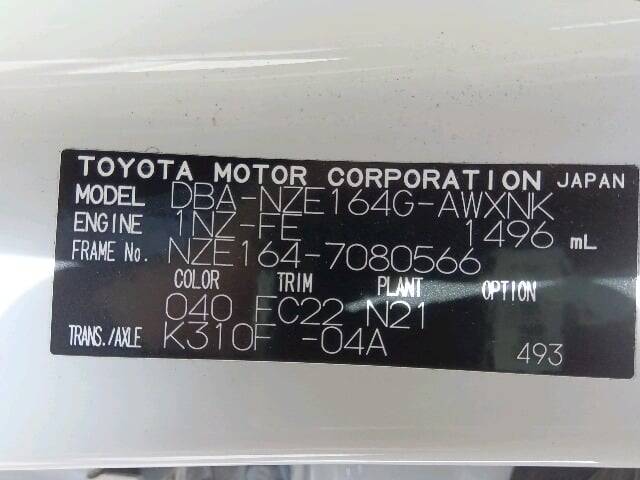 TOYOTA MOTOR CORPORATION JAPAN
MODEL DBA-NZE164G-AWXNK
ENGINE 1NZ-FE 1496 mL
FRAME No. NZE164-7080566
COLOR TRIM PLANT OPTION
040 FC22 N21
TRANS./AXLE K310F -04A 493